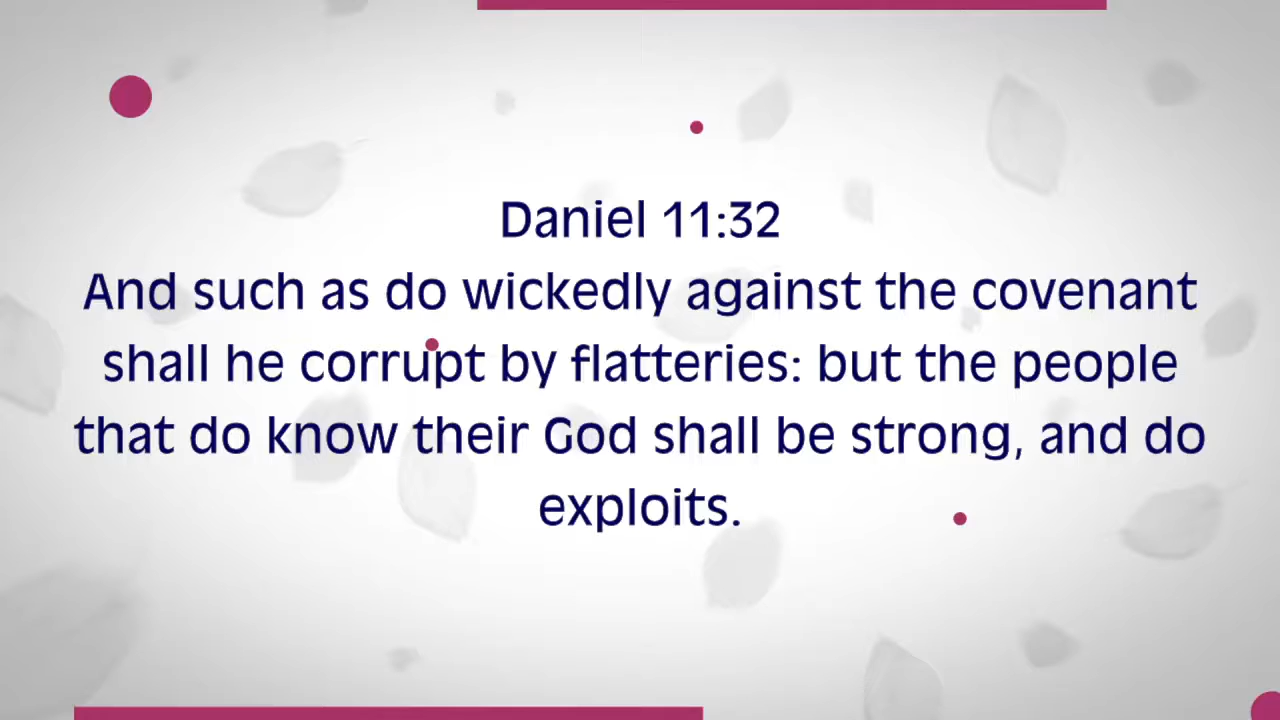 Daniel 11:32
And such as do wickedly against the covenant
shall he corrupt by flatteries: but the people
that do know their God shall be strong, and do
exploits.